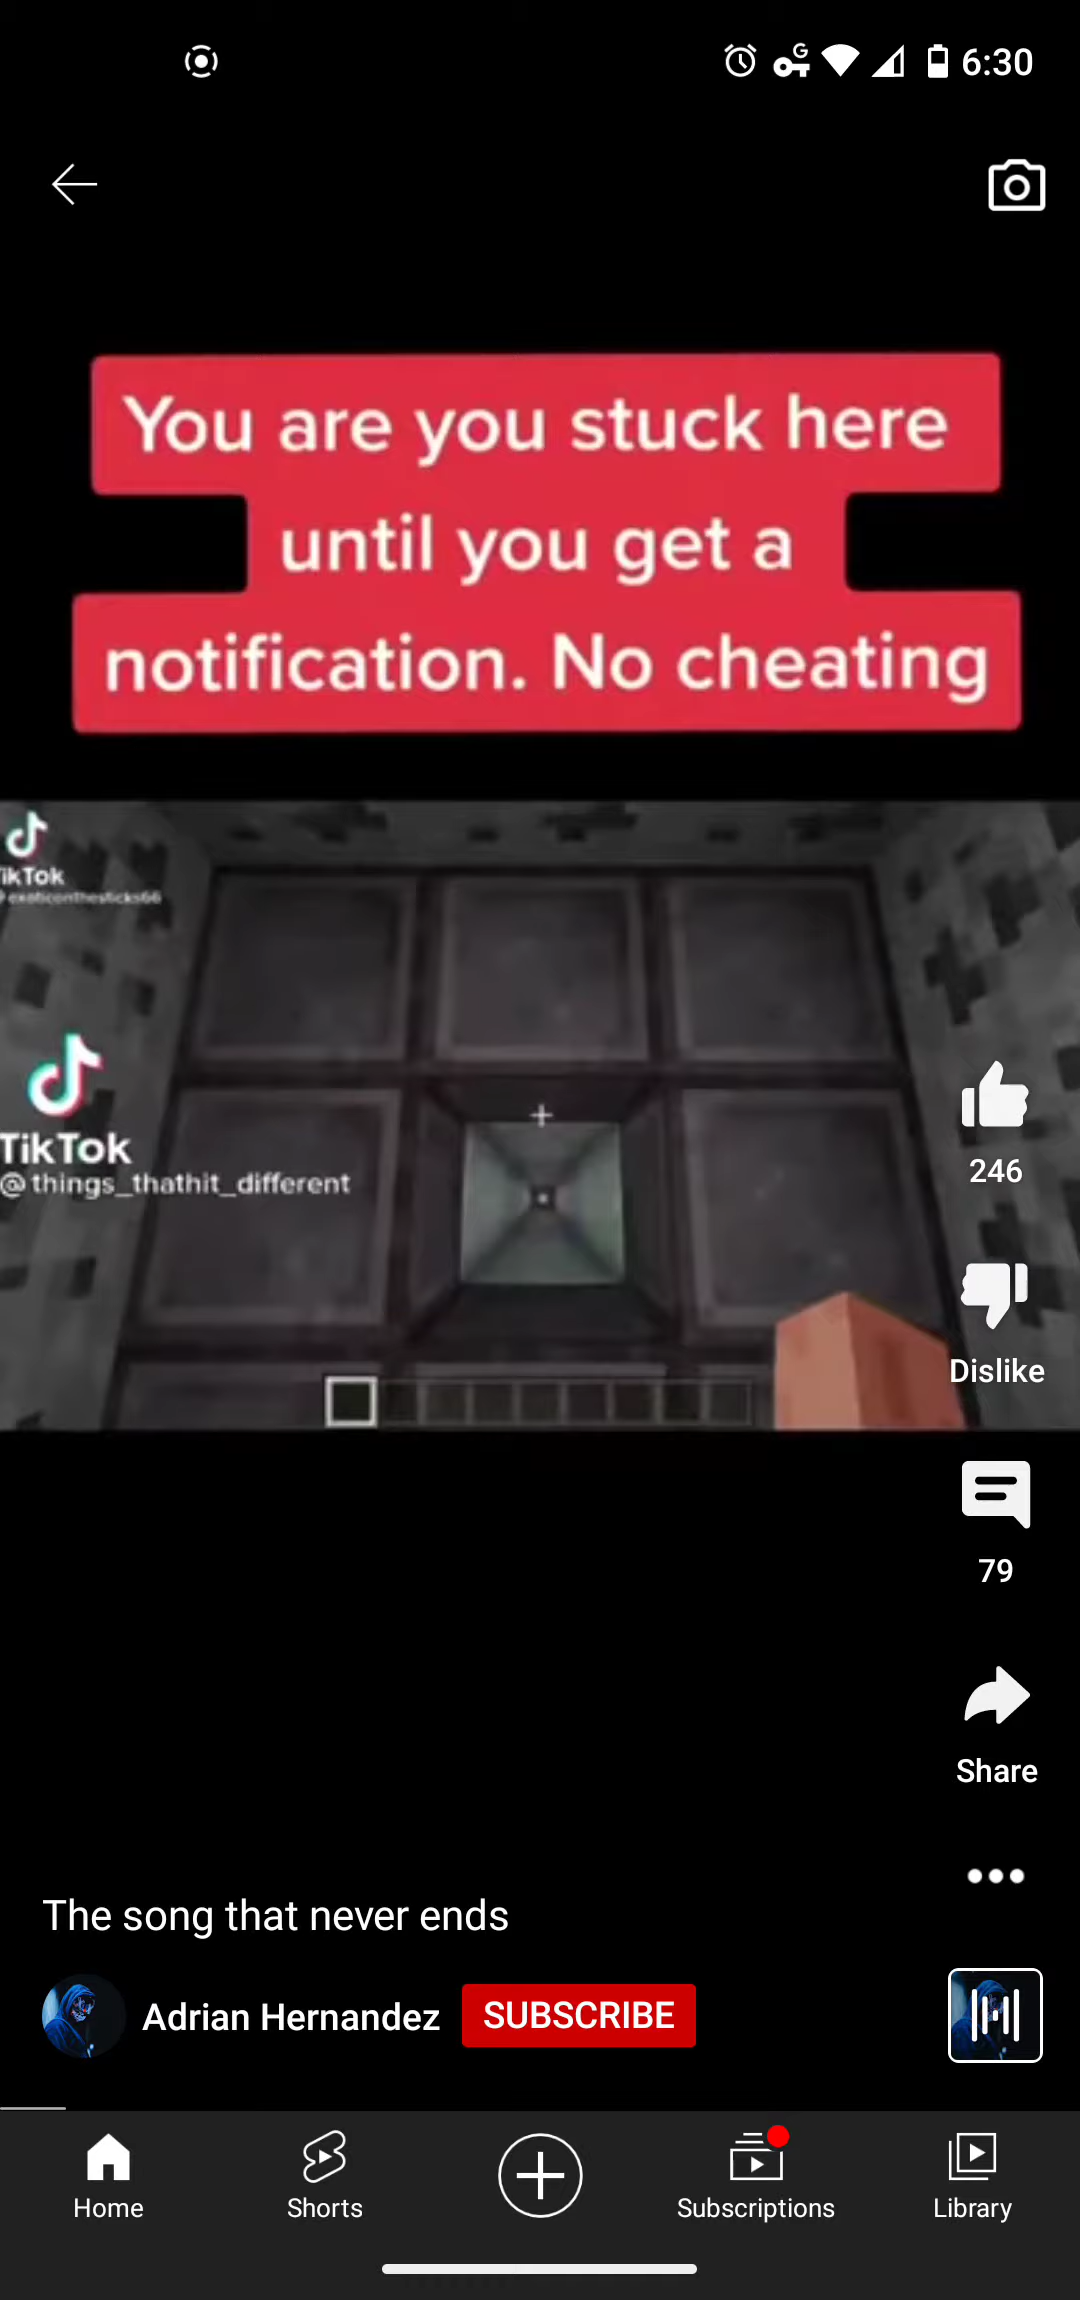 6:30
You are you stuck here
until you get a
notification. No cheating
TikTok
@things_thathit_different
246
Dislike
79
Share
The song that never ends
Adrian Hernandez
SUBSCRIBE
Home
Shorts
Subscriptions
Library